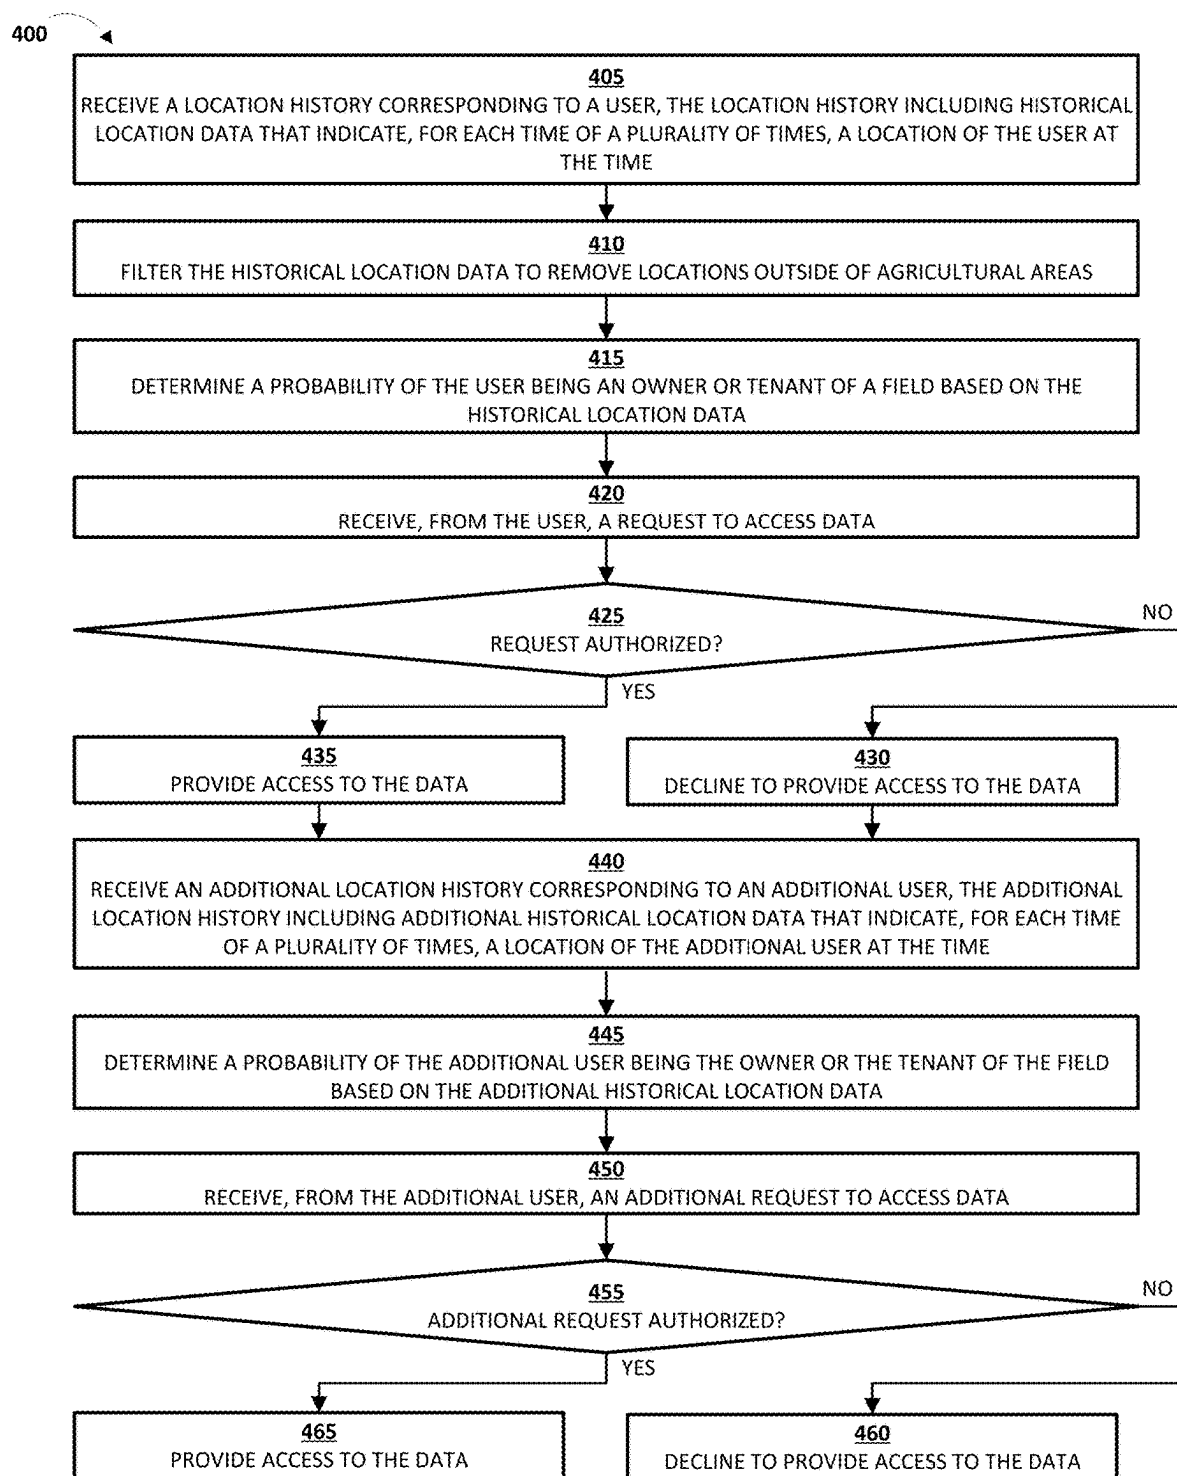 400
405
RECEIVE A LOCATION HISTORY CORRESPONDING TO A USER, THE LOCATION HISTORY INCLUDING HISTORICAL
LOCATION DATA THAT INDICATE, FOR EACH TIME OF A PLURALITY OF TIMES, A LOCATION OF THE USER AT
THE TIME
410
FILTER THE HISTORICAL LOCATION DATA TO REMOVE LOCATIONS OUTSIDE OF AGRICULTURAL AREAS
415
DETERMINE A PROBABILITY OF THE USER BEING AN OWNER OR TENANT OF A FIELD BASED ON THE
HISTORICAL LOCATION DATA
420
RECEIVE, FROM THE USER, A REQUEST TO ACCESS DATA
425
REQUEST AUTHORIZED?
NO
YES
435
PROVIDE ACCESS TO THE DATA
430
DECLINE TO PROVIDE ACCESS TO THE DATA
440
RECEIVE AN ADDITIONAL LOCATION HISTORY CORRESPONDING TO AN ADDITIONAL USER, THE ADDITIONAL
LOCATION HISTORY INCLUDING ADDITIONAL HISTORICAL LOCATION DATA THAT INDICATE, FOR EACH TIME
OF A PLURALITY OF TIMES, A LOCATION OF THE ADDITIONAL USER AT THE TIME
445
DETERMINE A PROBABILITY OF THE ADDITIONAL USER BEING THE OWNER OR THE TENANT OF THE FIELD
BASED ON THE ADDITIONAL HISTORICAL LOCATION DATA
450
RECEIVE, FROM THE ADDITIONAL USER, AN ADDITIONAL REQUEST TO ACCESS DATA
455
ADDITIONAL REQUEST AUTHORIZED?
NO
YES
465
PROVIDE ACCESS TO THE DATA
460
DECLINE TO PROVIDE ACCESS TO THE DATA